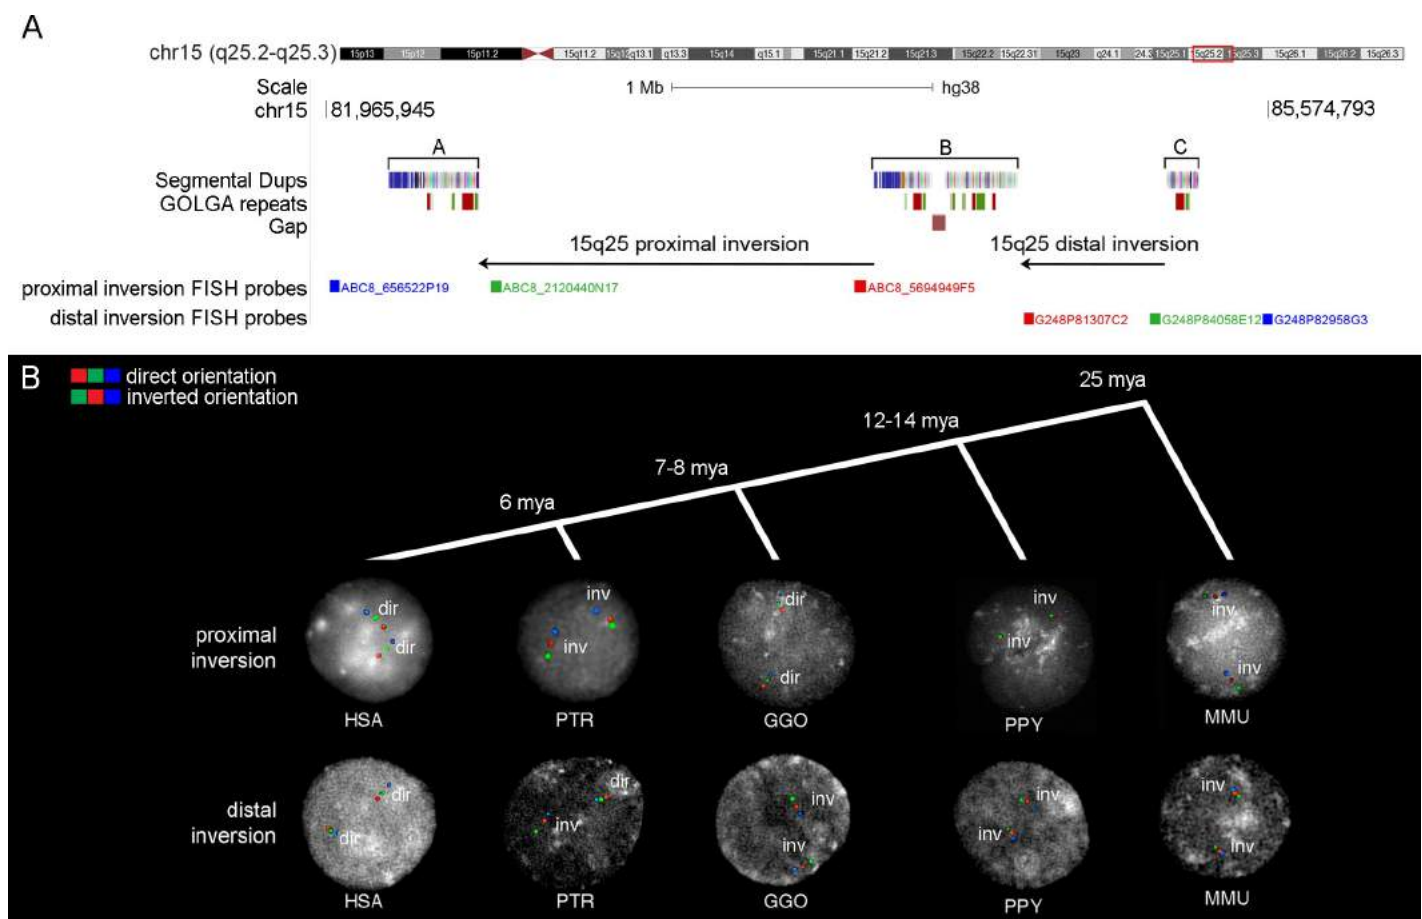 A
chr15 (q25.2-q25.3) 15p13 15p12 15p11.2 15q11.2 15q12 q13.1 q13.3 15q14 q15.1 15q21.1 15q21.2 15q21.3 15q22.2 15q22.31 15q23 q24.1 24.3 15q25.1 15q25.2 15q25.3 15q26.1 15q26.2 15q26.3
Scale 1 Mb hg38
chr15 81,965,945 85,574,793
A B C
Segmental Dups
GOLGA repeats
Gap
15q25 proximal inversion 15q25 distal inversion
proximal inversion FISH probes ABC8_656522P19 ABC8_2120440N17 ABC8_5694949F5
distal inversion FISH probes G248P81307C2 G248P84058E12 G248P82958G3
B
direct orientation
inverted orientation
25 mya
12-14 mya
7-8 mya
6 mya
proximal
inversion
dir
dir
HSA
inv
inv
PTR
dir
dir
GGO
inv
inv
PPY
inv
inv
MMU
distal
inversion
dir
dir
HSA
dir
inv
PTR
inv
inv
GGO
inv
inv
PPY
inv
inv
MMU